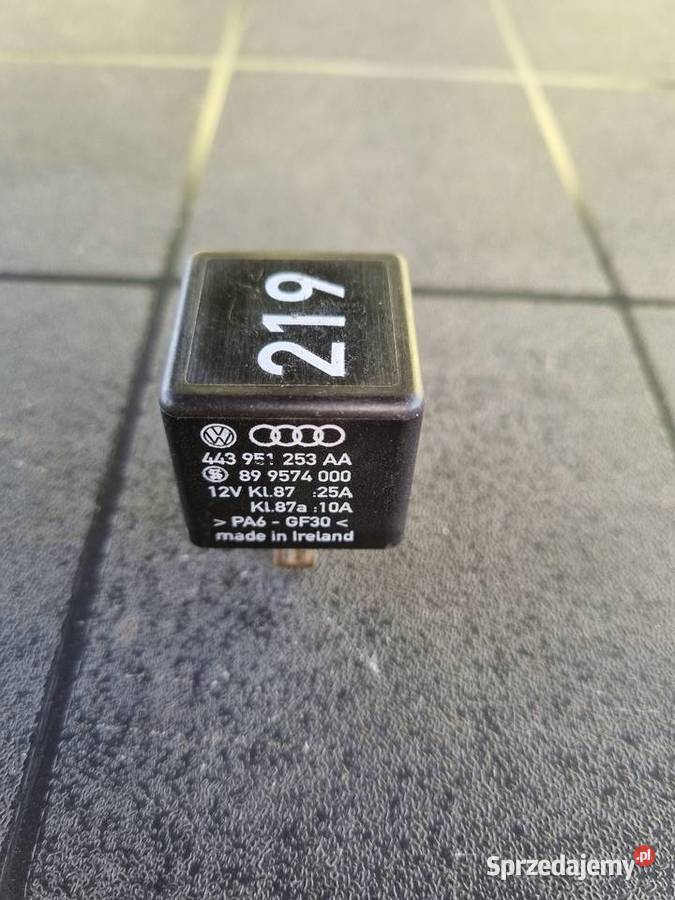 219
443 951 253 AA
89 9574 000
12V Kl.87 :25A
Kl.87a :10A
> PA6 - GF30 <
made in Ireland
Sprzedajemy.pl